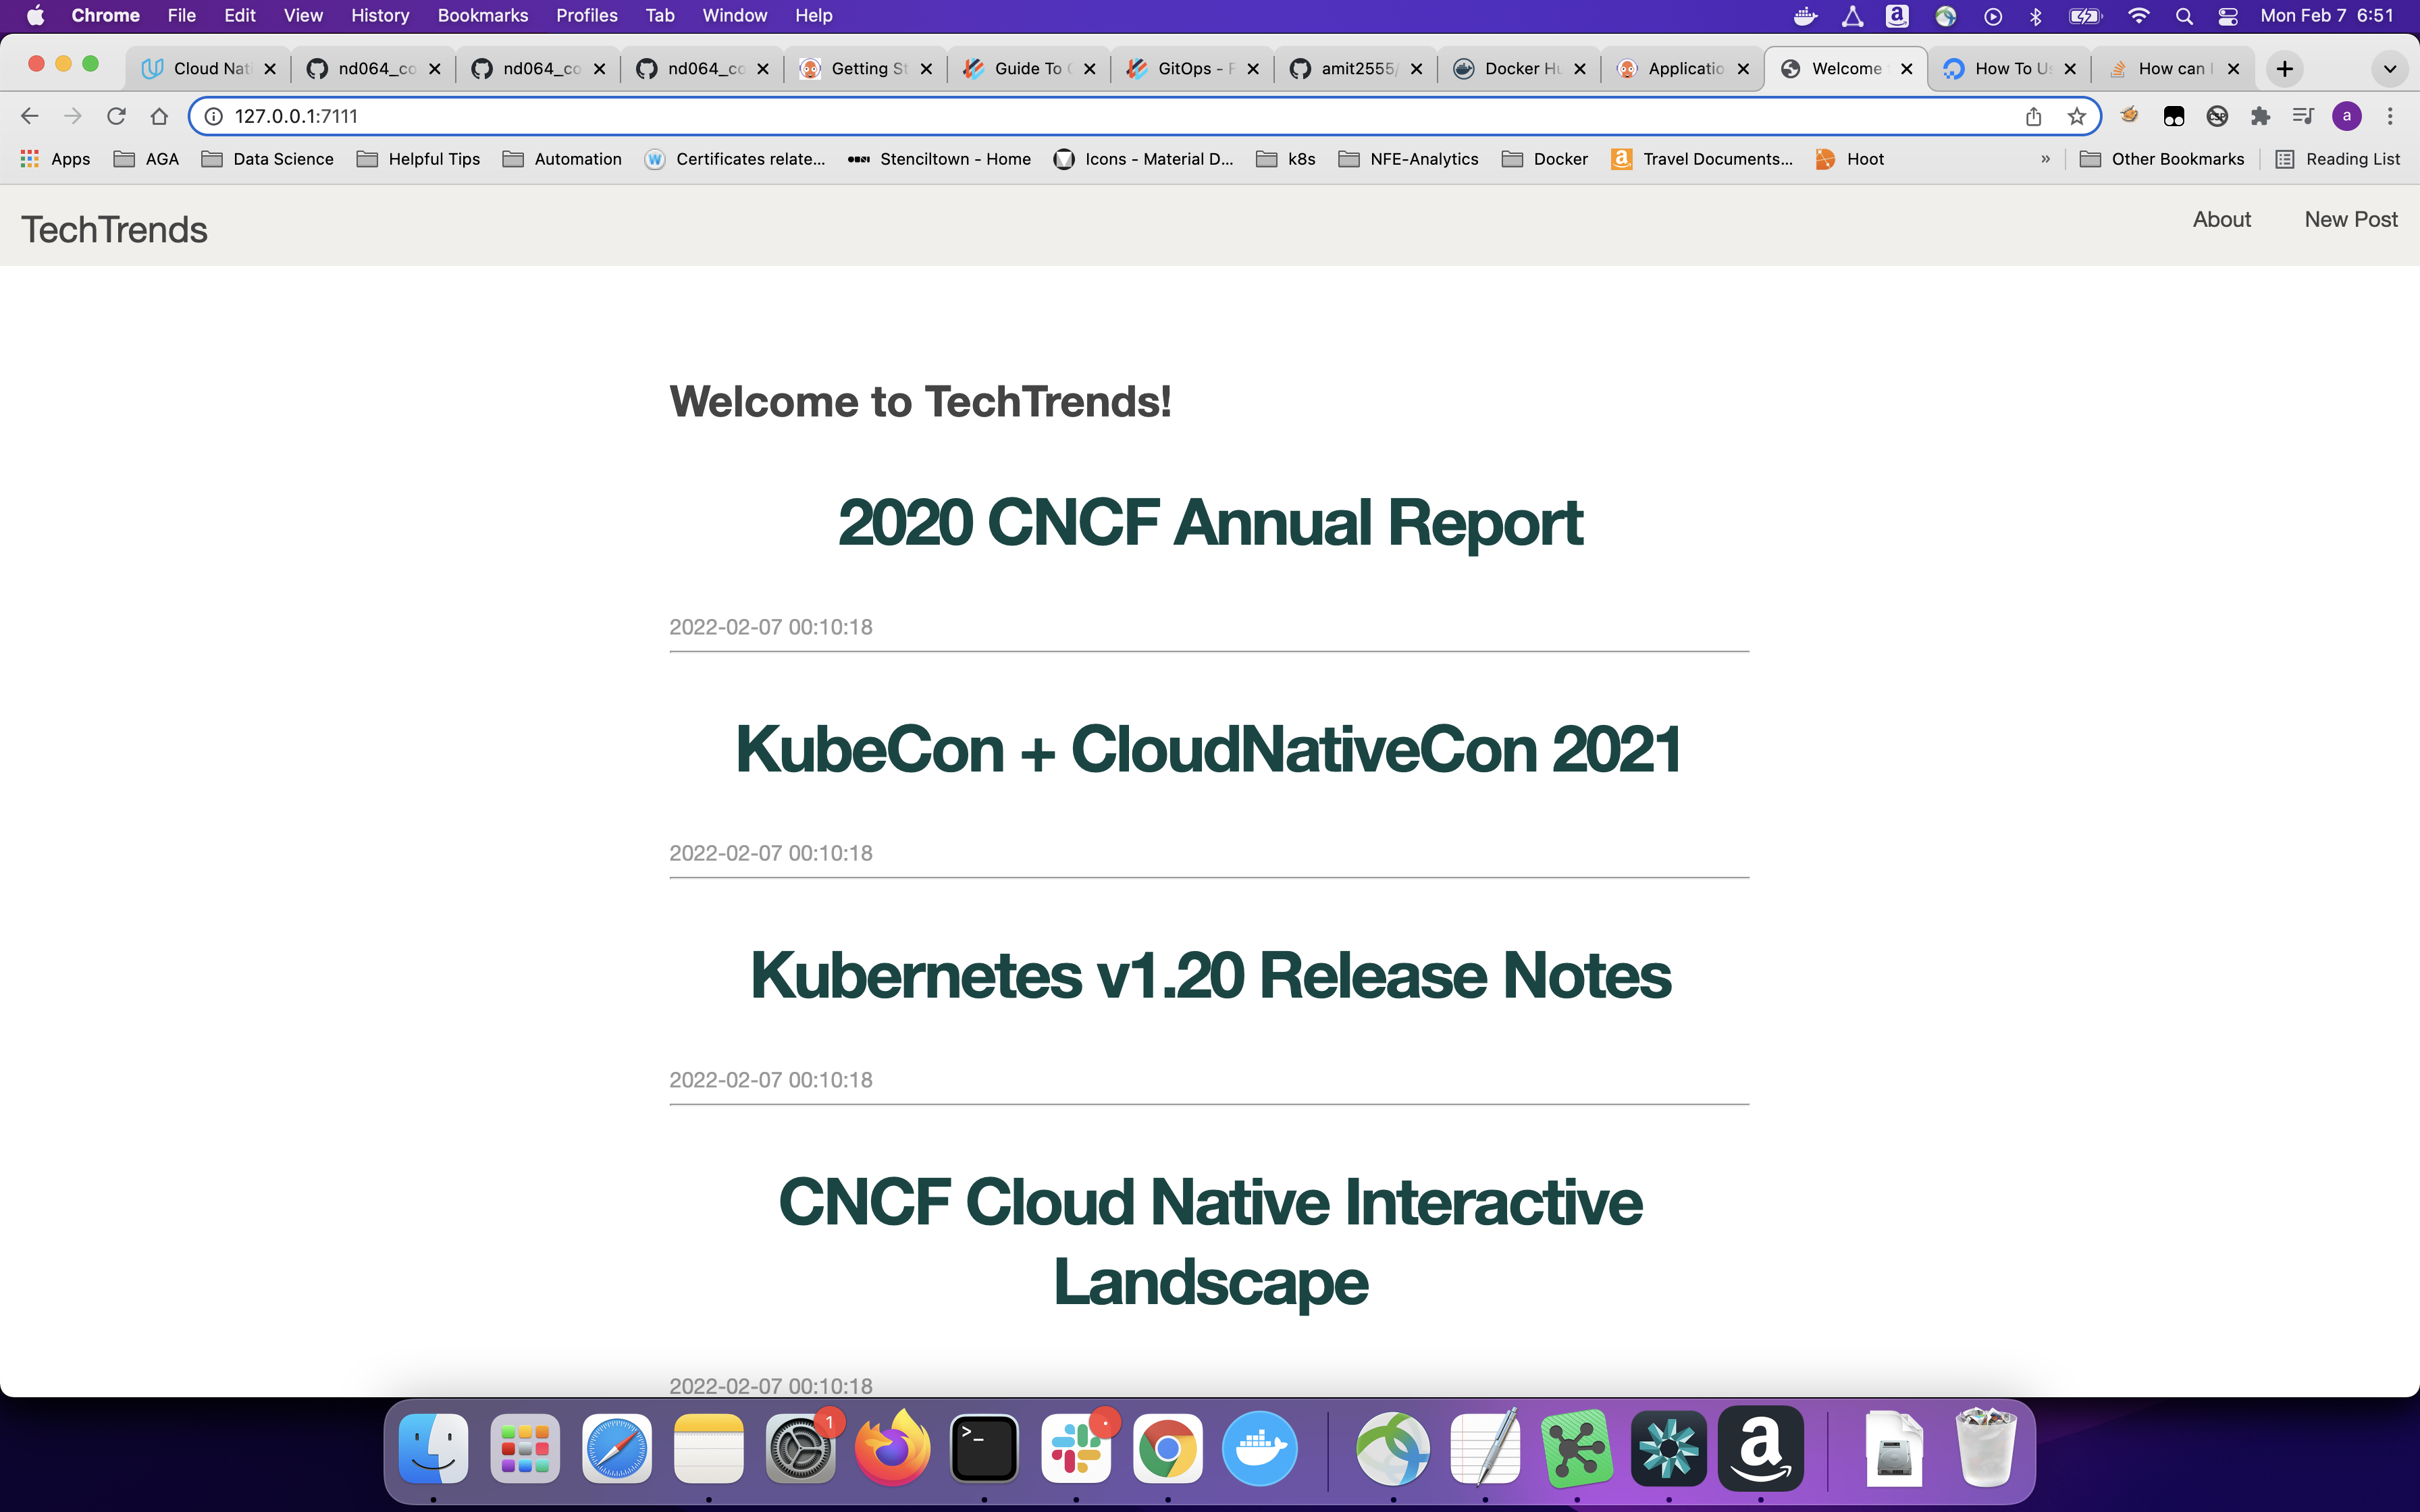 Chrome File Edit View History Bookmarks Profiles Tab Window Help Mon Feb 7 6:51
Cloud Nati nd064_co nd064_co nd064_co Getting St Guide To GitOps - amit2555/ Docker Hu Applicatio Welcome How To Us How can
127.0.0.1:7111 a
Apps AGA Data Science Helpful Tips Automation Certificates relate... Stenciltown - Home Icons - Material D... k8s NFE-Analytics Docker Travel Documents... Hoot » Other Bookmarks Reading List
TechTrends About New Post
Welcome to TechTrends!
2020 CNCF Annual Report
2022-02-07 00:10:18
KubeCon + CloudNativeCon 2021
2022-02-07 00:10:18
Kubernetes v1.20 Release Notes
2022-02-07 00:10:18
CNCF Cloud Native Interactive
Landscape
2022-02-07 00:10:18
1